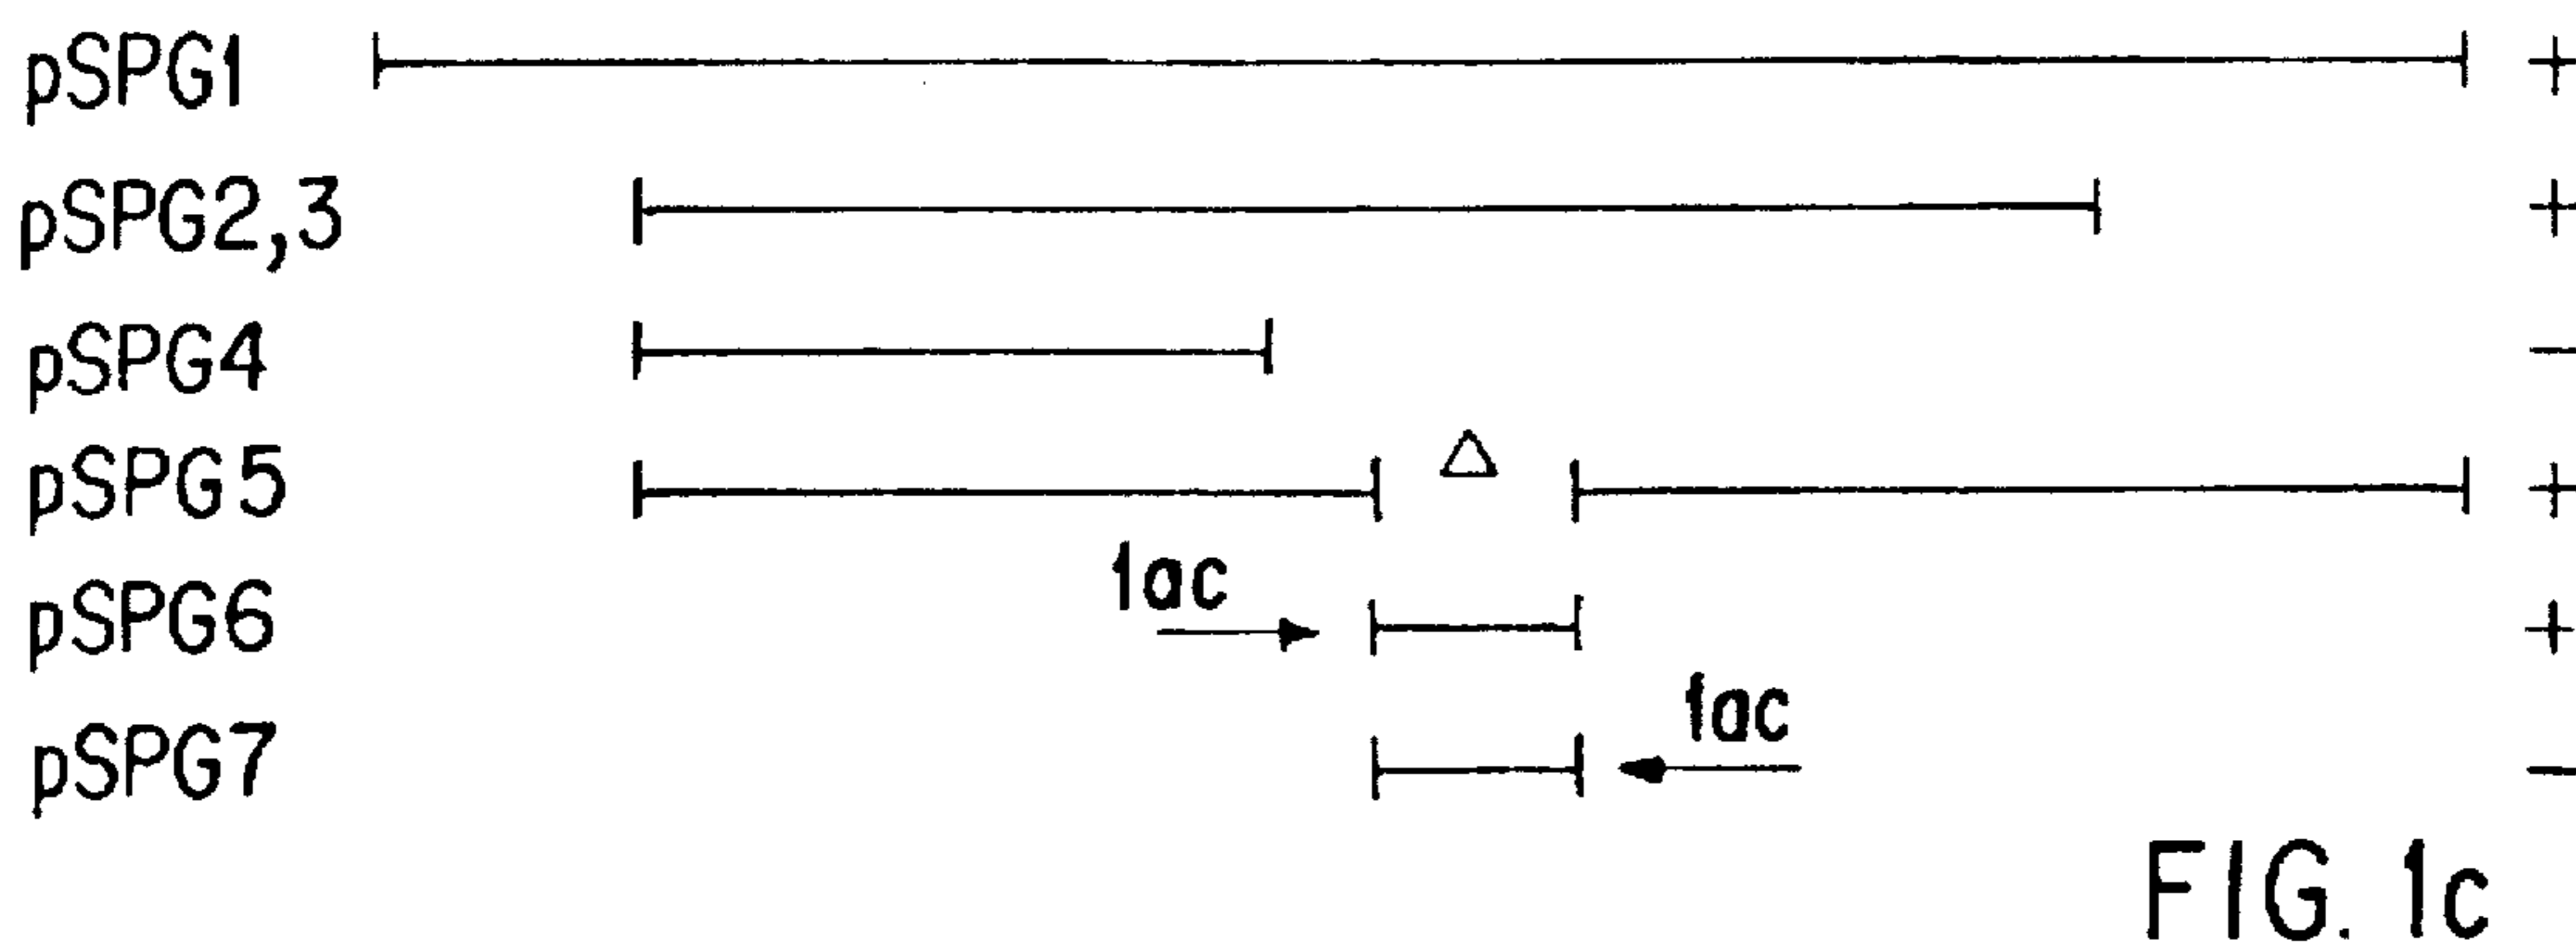 pSPG1 +
pSPG2,3 +
pSPG4 −
pSPG5 Δ +
lac
pSPG6 +
lac
pSPG7 −
FIG. 1c